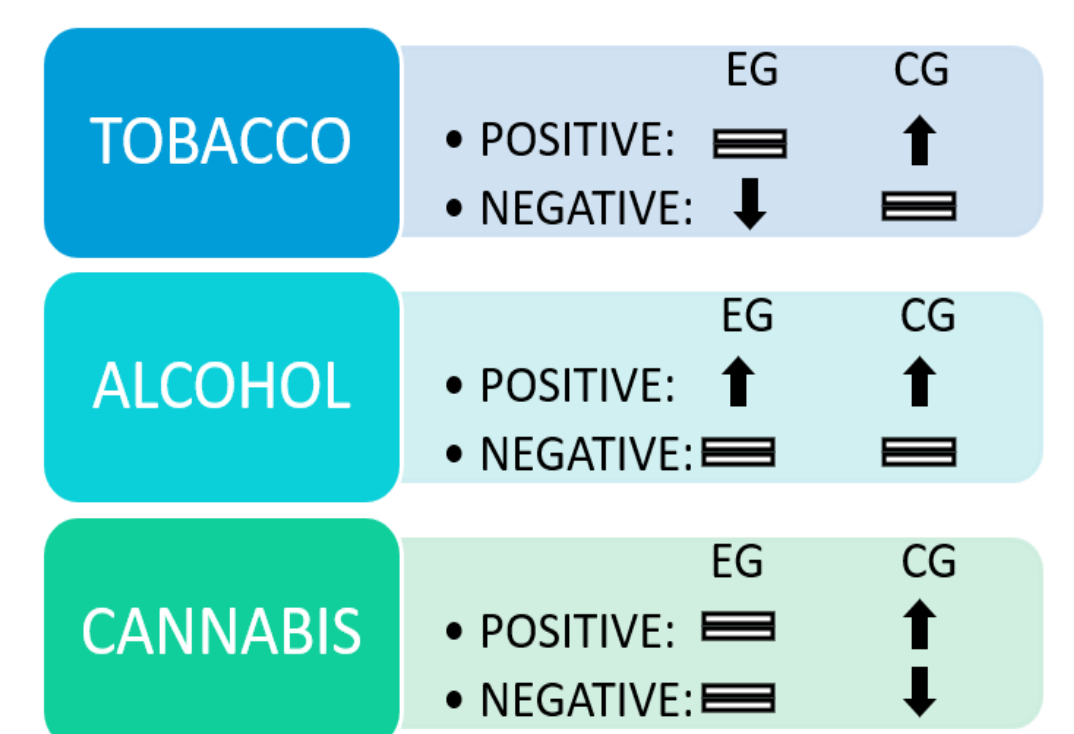 TOBACCO
EG CG
• POSITIVE: = ↑
• NEGATIVE: ↓ =
ALCOHOL
EG CG
• POSITIVE: ↑ ↑
• NEGATIVE: = =
CANNABIS
EG CG
• POSITIVE: = ↑
• NEGATIVE: = ↓